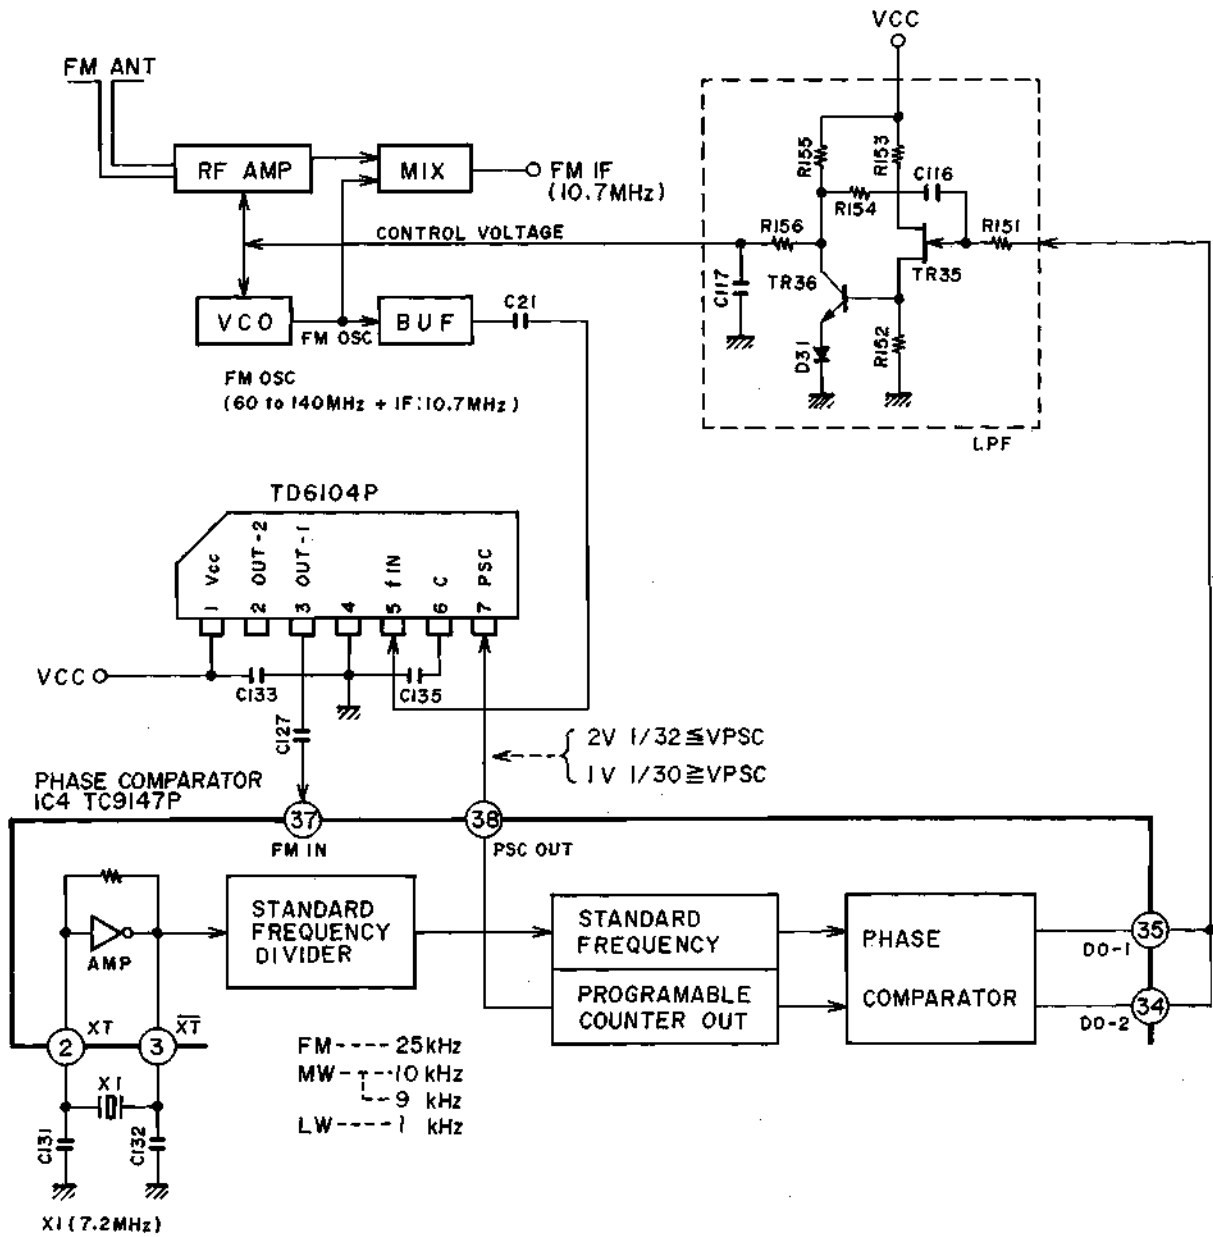 VCC
FM ANT
RF AMP
MIX
FM IF
(10.7MHz)
R155
R153
C116
R154
R151
CONTROL VOLTAGE
R156
TR36
TR35
C117
VCO
FM OSC
BUF
C21
D31
R152
FM OSC
(60 to 140MHz + IF:10.7MHz)
LPF
TD6104P
Vcc
OUT-2
OUT-1
fIN
C
PSC
1
2
3
4
5
6
7
VCC
C133
C135
C127
2V 1/32≦VPSC
1V 1/30≧VPSC
PHASE COMPARATOR
IC4 TC9147P
37
38
FM IN
PSC OUT
AMP
STANDARD
FREQUENCY
DIVIDER
STANDARD
FREQUENCY
PROGRAMABLE
COUNTER OUT
PHASE
COMPARATOR
35
DO-1
34
DO-2
2
XT
3
XT
X1
C131
C132
FM----25kHz
MW----10 kHz
--9 kHz
LW----1 kHz
X1(7.2MHz)